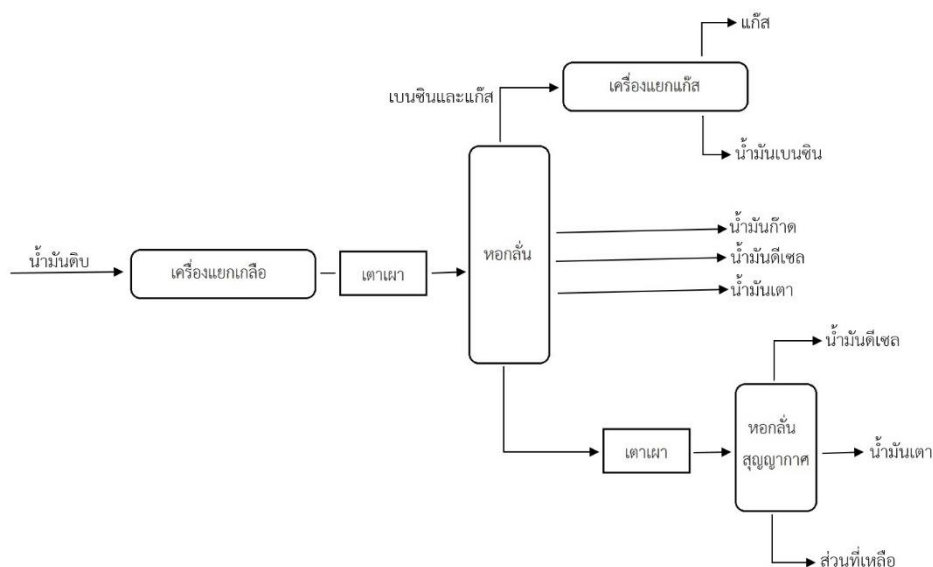 แก๊ส
เครื่องแยกแก๊ส
เบนซินและแก๊ส
น้ำมันเบนซิน
น้ำมันก๊าด
หอกลั่น
น้ำมันดีเซล
น้ำมันดิบ
เครื่องแยกเกลือ
เตาเผา
น้ำมันเตา
น้ำมันดีเซล
หอกลั่น
สุญญากาศ
เตาเผา
น้ำมันเตา
ส่วนที่เหลือ